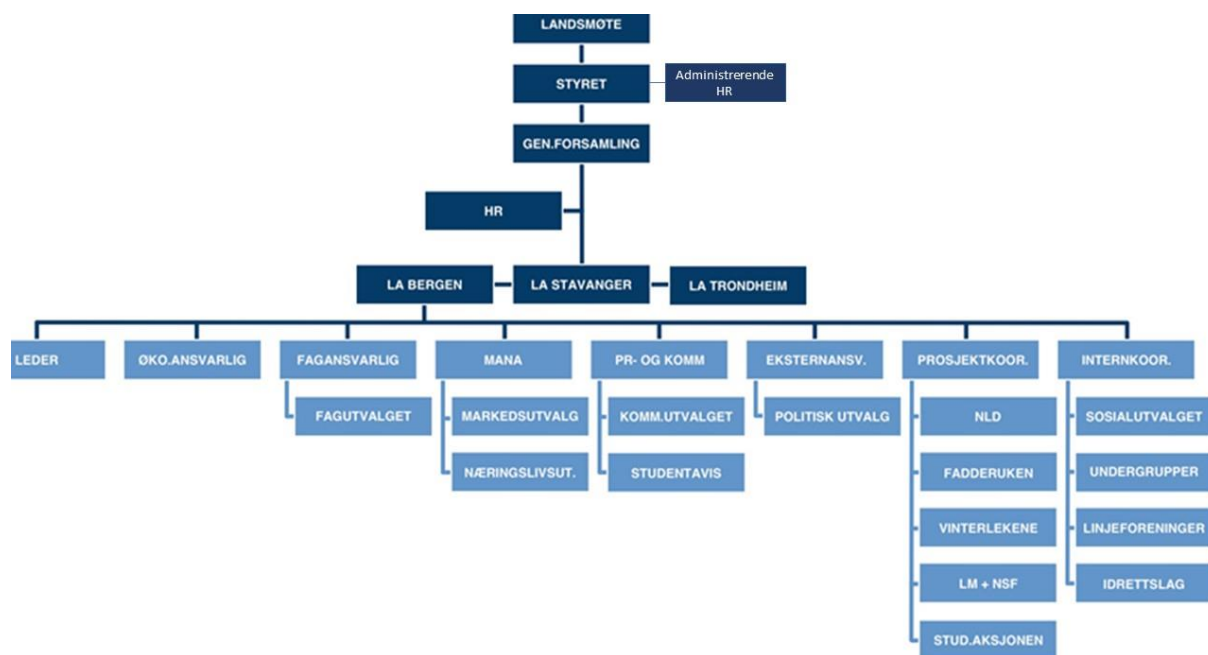 LANDSMØTE
STYRET
Administrerende
HR
GEN.FORSAMLING
HR
LA BERGEN
LA STAVANGER
LA TRONDHEIM
LEDER
ØKO.ANSVARLIG
FAGANSVARLIG
MANA
PR- OG KOMM
EKSTERNANSV.
PROSJEKTKOOR.
INTERNKOOR.
FAGUTVALGET
MARKEDSUTVALG
KOMM.UTVALGET
POLITISK UTVALG
NLD
SOSIALUTVALGET
NÆRINGSLIVSUT.
STUDENTAVIS
FADDERUKEN
UNDERGRUPPER
VINTERLEKENE
LINJEFORENINGER
LM + NSF
IDRETTSLAG
STUD.AKSJONEN